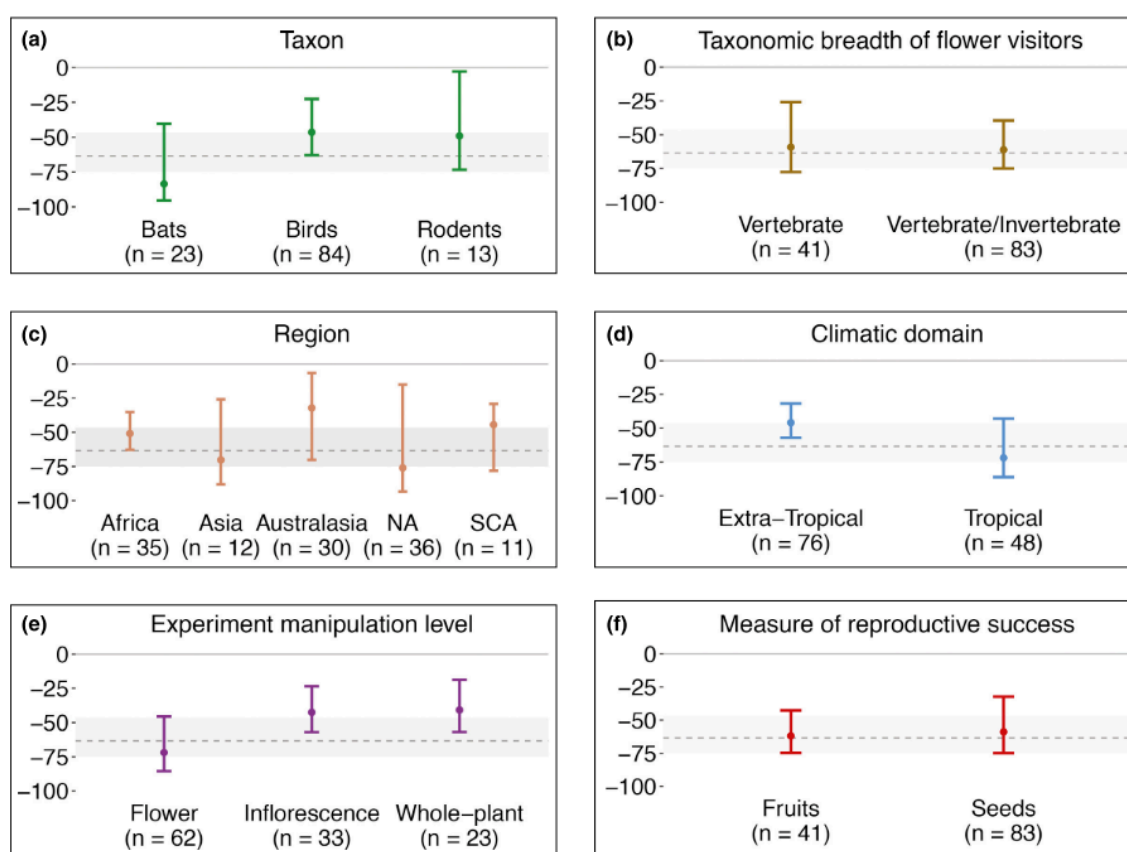 (a) Taxon
0
−25
−50
−75
−100
Bats Birds Rodents
(n = 23) (n = 84) (n = 13)
(b) Taxonomic breadth of flower visitors
0
−25
−50
−75
−100
Vertebrate Vertebrate/Invertebrate
(n = 41) (n = 83)
(c) Region
0
−25
−50
−75
−100
Africa Asia Australasia NA SCA
(n = 35) (n = 12) (n = 30) (n = 36) (n = 11)
(d) Climatic domain
0
−25
−50
−75
−100
Extra−Tropical Tropical
(n = 76) (n = 48)
(e) Experiment manipulation level
0
−25
−50
−75
−100
Flower Inflorescence Whole−plant
(n = 62) (n = 33) (n = 23)
(f) Measure of reproductive success
0
−25
−50
−75
−100
Fruits Seeds
(n = 41) (n = 83)